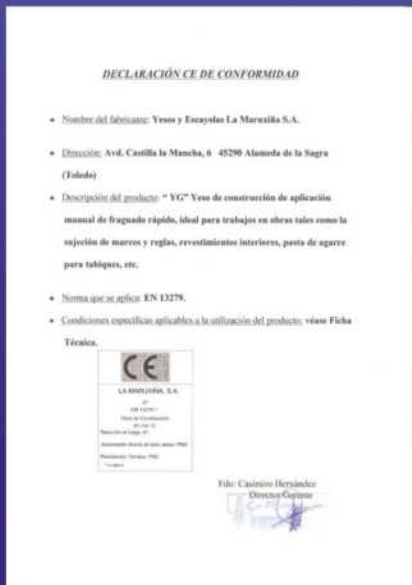 DECLARACIÓN CE DE CONFORMIDAD
Nombre del fabricante: Yesos y Escayolas La Maruxiña S.A.
Dirección: Avd. Castilla la Mancha, 6 45290 Alameda de la Sagra
(Toledo)
Descripción del producto: “ YG” Yeso de construcción de aplicación
manual de fraguado rápido, ideal para trabajos en obras tales como la
sujeción de marcos y reglas, revestimientos interiores, pasta de agarre
para tabiques, etc.
Norma que se aplica: EN 13279.
Condiciones específicas aplicables a la utilización del producto: véase Ficha
Técnica.
CE
LA MARUXIÑA, S.A.
Fdo: Casimiro Hernández
Director Gerente